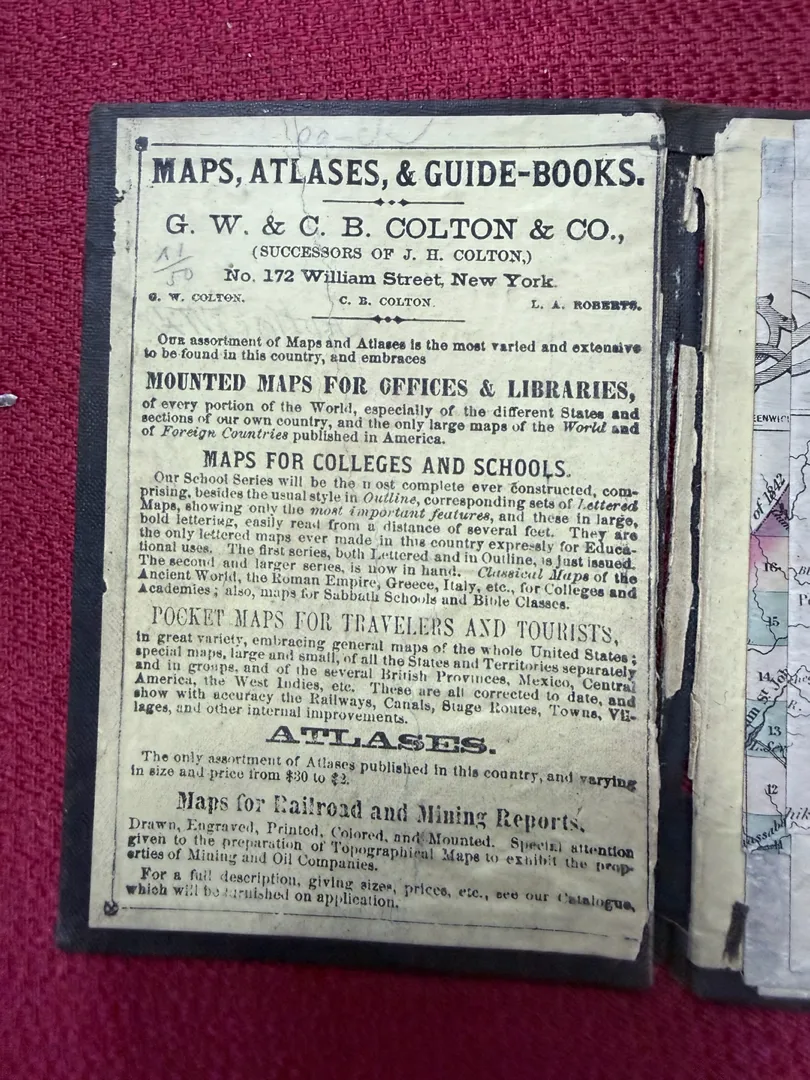 MAPS, ATLASES, & GUIDE-BOOKS.
G. W. & C. B. COLTON & CO.,
(SUCCESSORS OF J. H. COLTON,)
11/50
No. 172 William Street, New York.
G. W. COLTON. C. B. COLTON. L. A. ROBERTS.
OUR assortment of Maps and Atlases is the most varied and extensive
to be found in this country, and embraces
MOUNTED MAPS FOR OFFICES & LIBRARIES,
of every portion of the World, especially of the different States and
sections of our own country, and the only large maps of the World and
of Foreign Countries published in America.
MAPS FOR COLLEGES AND SCHOOLS.
Our School Series will be the most complete ever constructed, com-
prising, besides the usual style in Outline, corresponding sets of Lettered
Maps, showing only the most important features, and these in large,
bold lettering, easily read from a distance of several feet. They are
the only lettered maps ever made in this country expressly for Educa-
tional uses. The first series, both Lettered and in Outline, is just issued.
The second and larger series, is now in hand. Classical Maps of the
Ancient World, the Roman Empire, Greece, Italy, etc., for Colleges and
Academies; also, maps for Sabbath Schools and Bible Classes.
POCKET MAPS FOR TRAVELERS AND TOURISTS,
in great variety, embracing general maps of the whole United States;
special maps, large and small, of all the States and Territories separately
and in groups, and of the several British Provinces, Mexico, Central
America, the West Indies, etc. These are all corrected to date, and
show with accuracy the Railways, Canals, Stage Routes, Towns, Vil-
lages, and other internal improvements.
ATLASES.
The only assortment of Atlases published in this country, and varying
in size and price from $30 to $2.
Maps for Railroad and Mining Reports,
Drawn, Engraved, Printed, Colored, and Mounted. Special attention
given to the preparation of Topographical Maps to exhibit the prop-
erties of Mining and Oil Companies.
For a full description, giving sizes, prices, etc., see our Catalogue,
which will be furnished on application.
of 1842
16
15
14
13
12